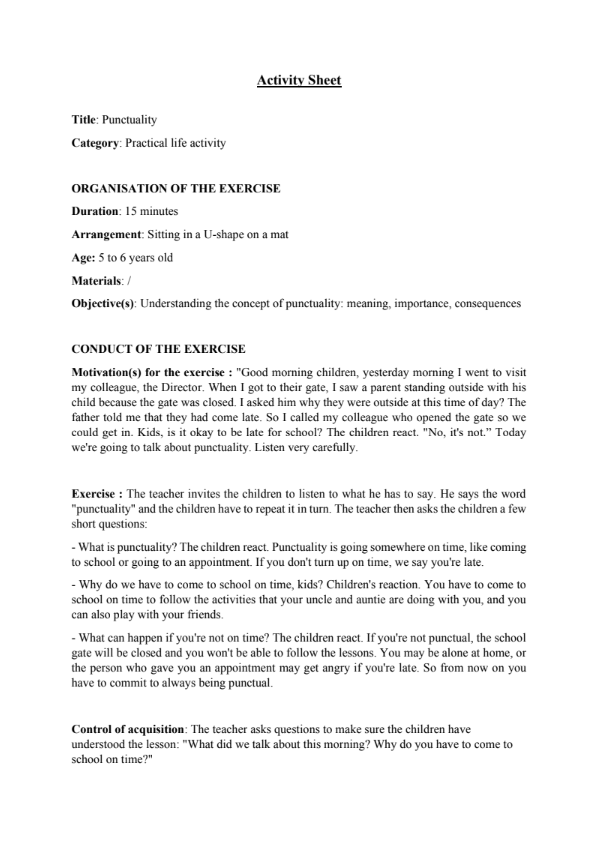 Activity Sheet
Title: Punctuality
Category: Practical life activity
ORGANISATION OF THE EXERCISE
Duration: 15 minutes
Arrangement: Sitting in a U-shape on a mat
Age: 5 to 6 years old
Materials: /
Objective(s): Understanding the concept of punctuality: meaning, importance, consequences
CONDUCT OF THE EXERCISE
Motivation(s) for the exercise : "Good morning children, yesterday morning I went to visit
my colleague, the Director. When I got to their gate, I saw a parent standing outside with his
child because the gate was closed. I asked him why they were outside at this time of day? The
father told me that they had come late. So I called my colleague who opened the gate so we
could get in. Kids, is it okay to be late for school? The children react. "No, it's not.” Today
we're going to talk about punctuality. Listen very carefully.
Exercise : The teacher invites the children to listen to what he has to say. He says the word
"punctuality" and the children have to repeat it in turn. The teacher then asks the children a few
short questions:
- What is punctuality? The children react. Punctuality is going somewhere on time, like coming
to school or going to an appointment. If you don't turn up on time, we say you're late.
- Why do we have to come to school on time, kids? Children's reaction. You have to come to
school on time to follow the activities that your uncle and auntie are doing with you, and you
can also play with your friends.
- What can happen if you're not on time? The children react. If you're not punctual, the school
gate will be closed and you won't be able to follow the lessons. You may be alone at home, or
the person who gave you an appointment may get angry if you're late. So from now on you
have to commit to always being punctual.
Control of acquisition: The teacher asks questions to make sure the children have
understood the lesson: "What did we talk about this morning? Why do you have to come to
school on time?"